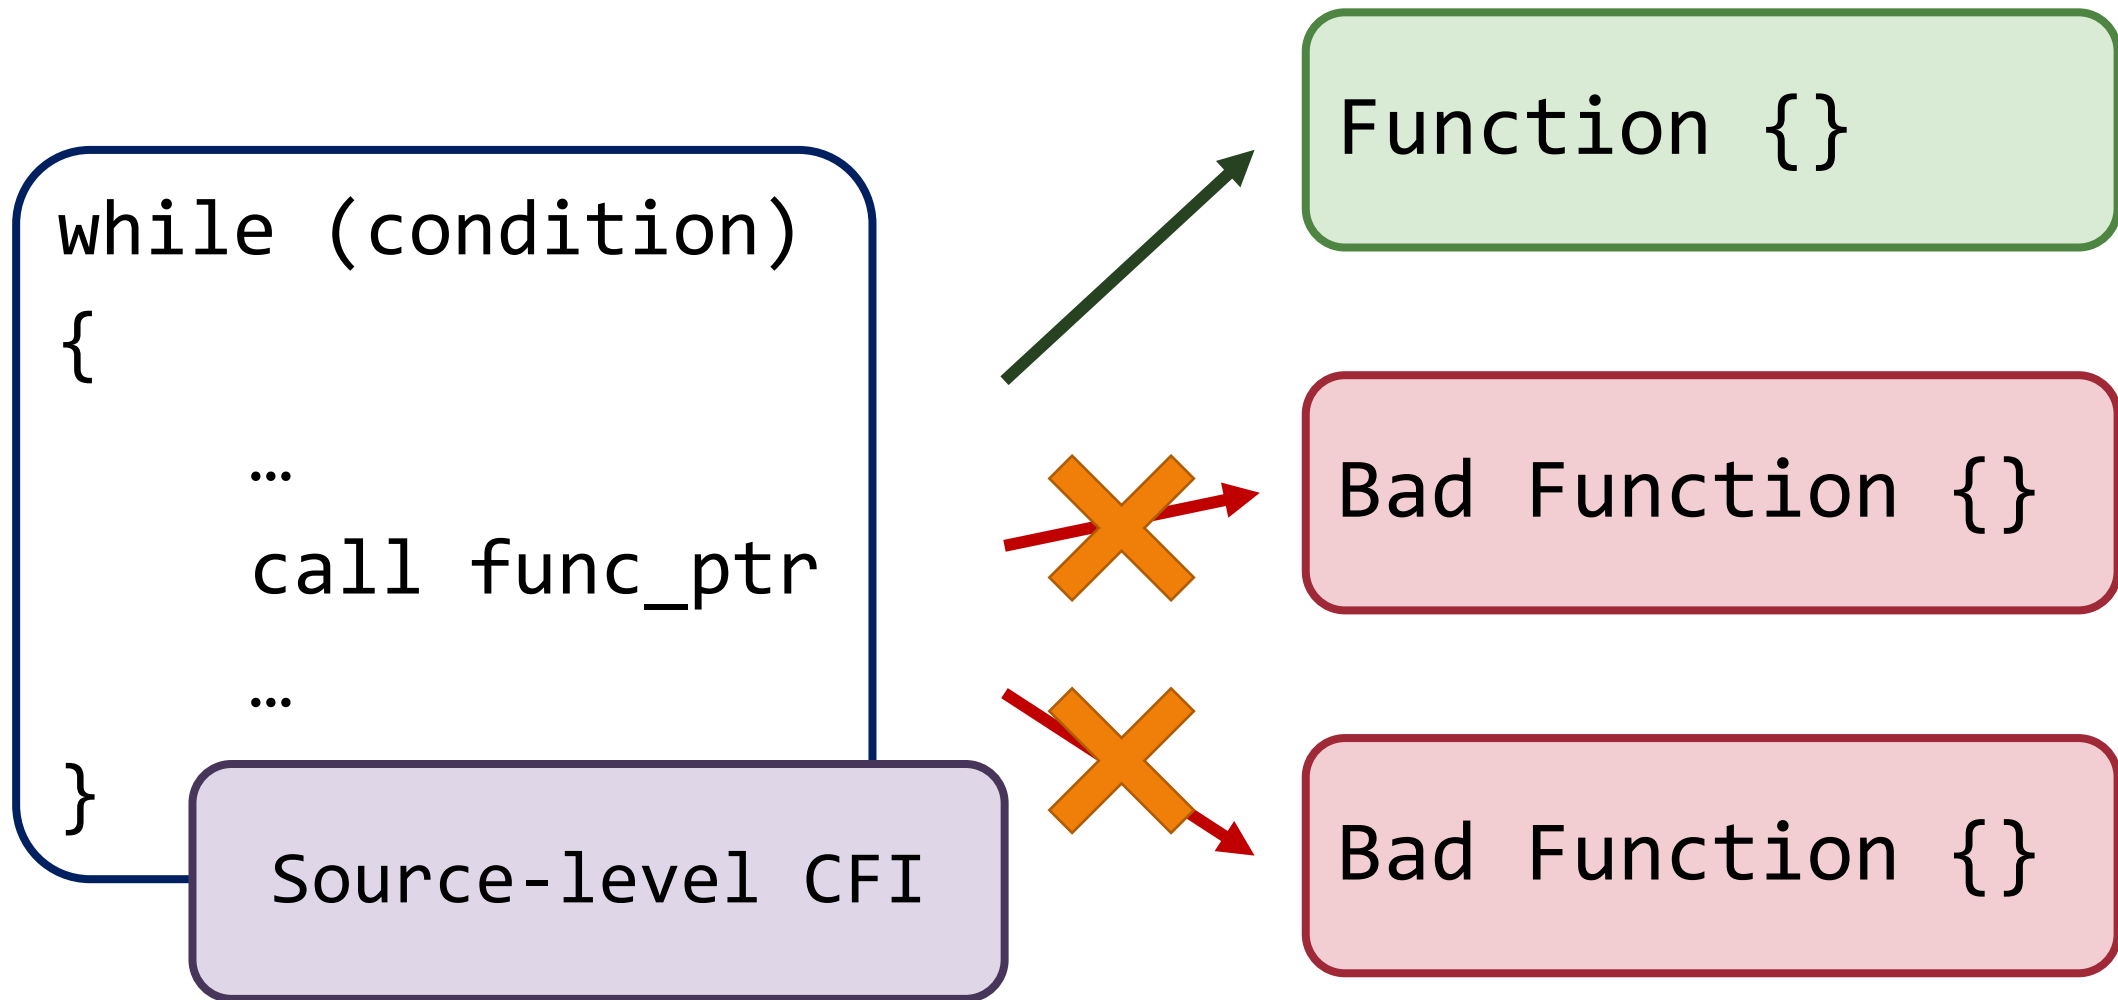 while (condition)
{
…
call func_ptr
…
}
Source-level CFI
Function {}
Bad Function {}
Bad Function {}